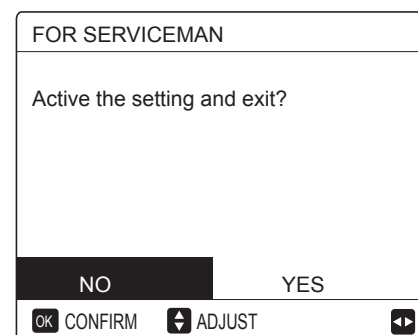 FOR SERVICEMAN
Active the setting and exit?
NO YES
OK CONFIRM ADJUST